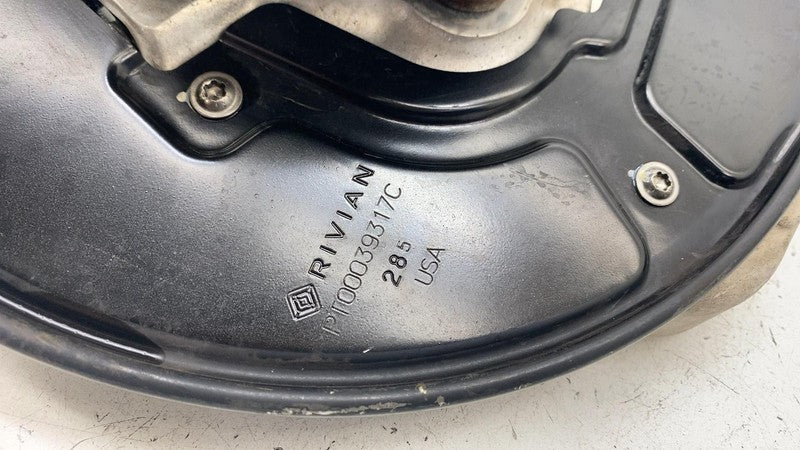 RIVIAN
PT00039317C
285
USA